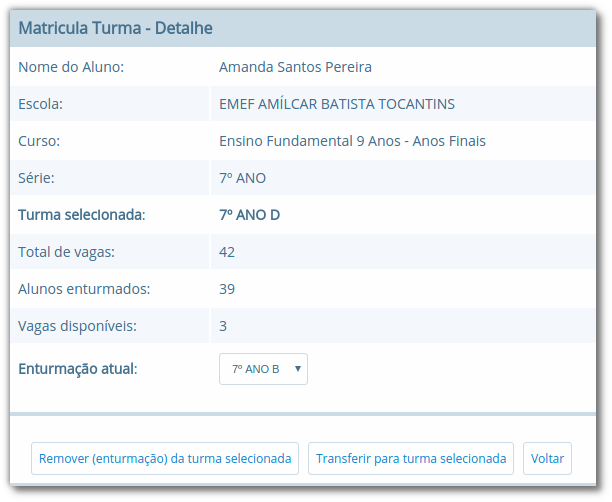 Matricula Turma - Detalhe
Nome do Aluno: Amanda Santos Pereira
Escola: EMEF AMÍLCAR BATISTA TOCANTINS
Curso: Ensino Fundamental 9 Anos - Anos Finais
Série: 7º ANO
Turma selecionada: 7º ANO D
Total de vagas: 42
Alunos enturmados: 39
Vagas disponíveis: 3
Enturmação atual: 7º ANO B
Remover (enturmação) da turma selecionada Transferir para turma selecionada Voltar